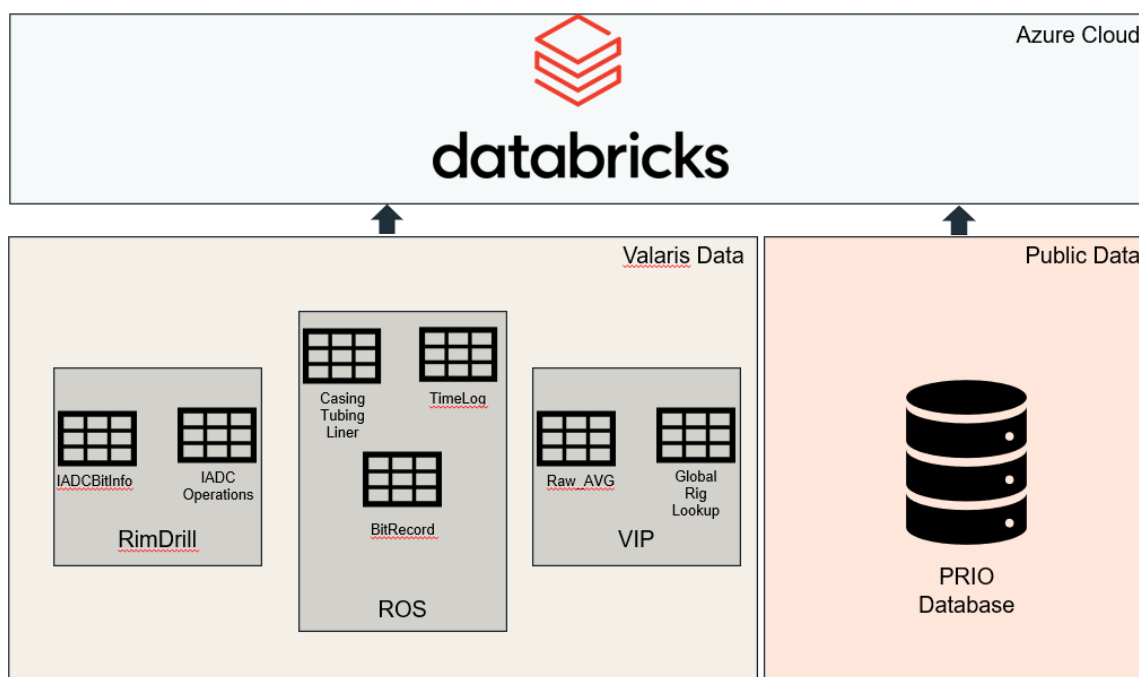 Azure Cloud
databricks
Valaris Data
Public Data
Casing
Tubing
Liner
TimeLog
IADCBitInfo
IADC
Operations
BitRecord
Raw_AVG
Global
Rig
Lookup
RimDrill
ROS
VIP
PRIO
Database